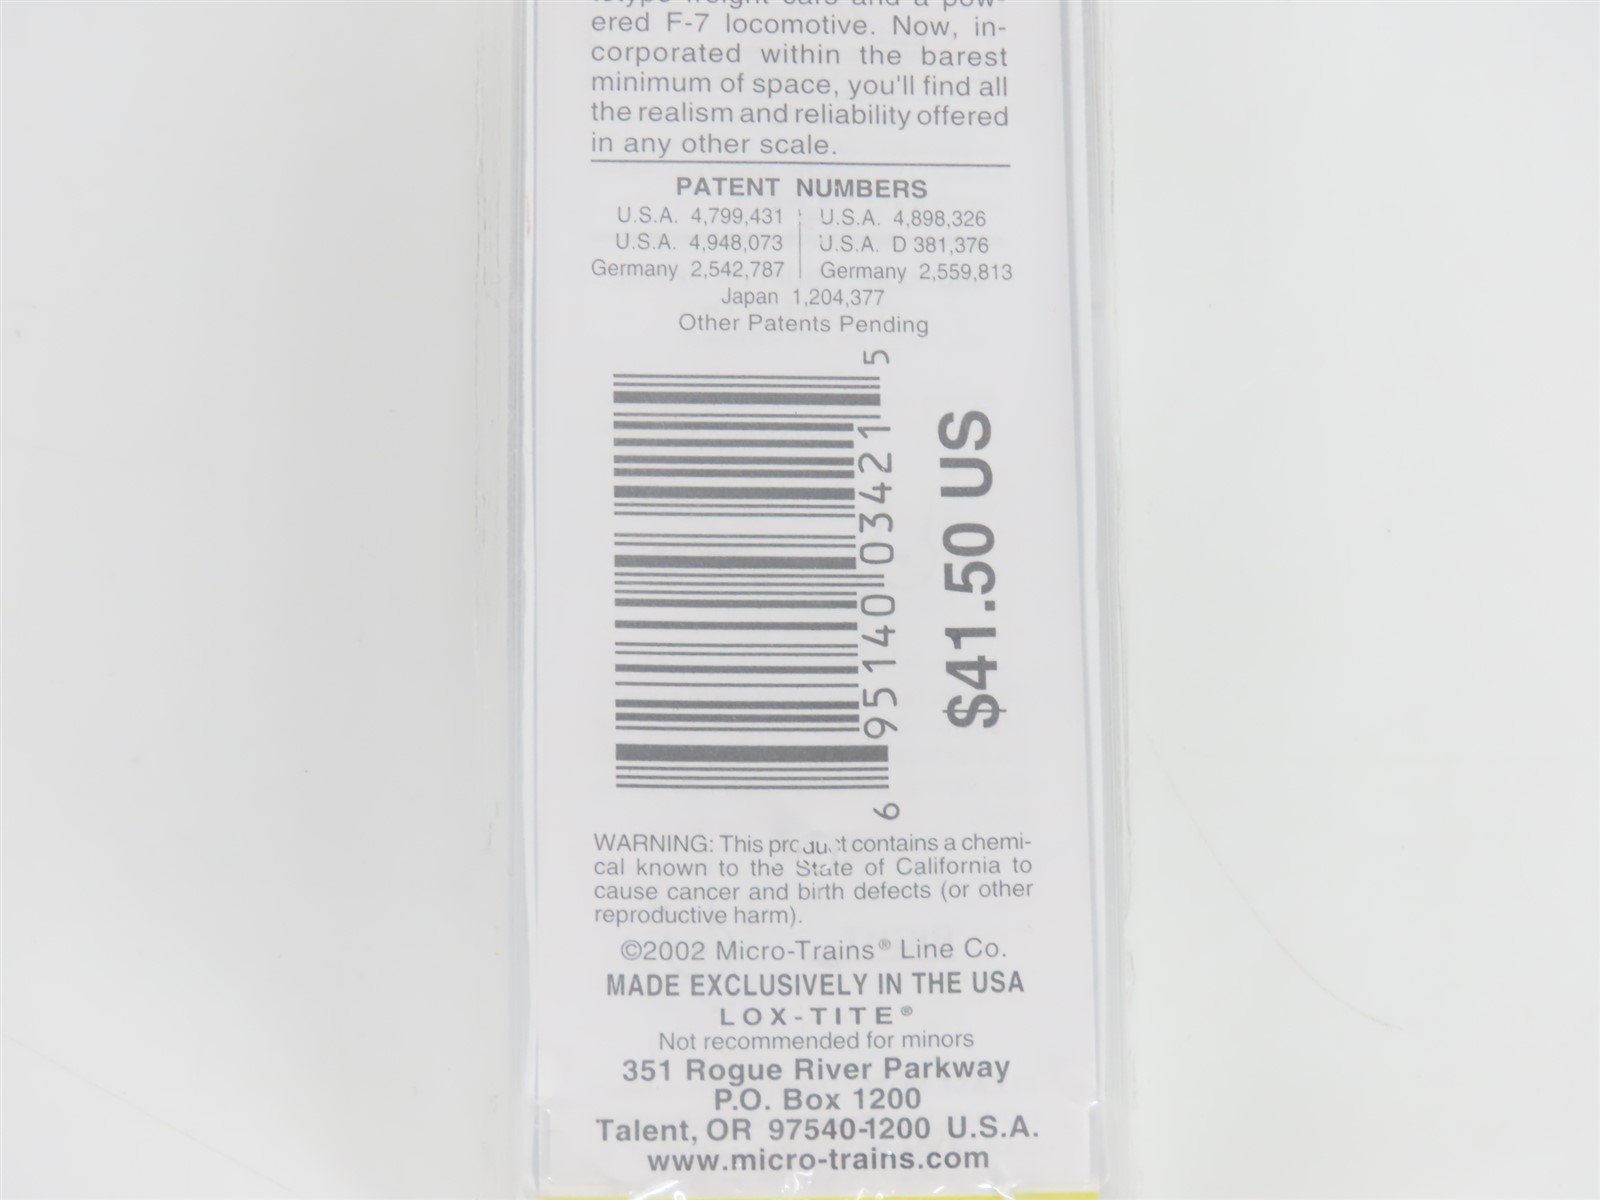 totype freight cars and a pow-
ered F-7 locomotive. Now, in-
corporated within the barest
minimum of space, you'll find all
the realism and reliability offered
in any other scale.
PATENT NUMBERS
U.S.A. 4,799,431 U.S.A. 4,898,326
U.S.A. 4,948,073 U.S.A. D 381,376
Germany 2,542,787 Germany 2,559,813
Japan 1,204,377
Other Patents Pending
6 95140 03421 5
$41.50 US
WARNING: This product contains a chemi-
cal known to the State of California to
cause cancer and birth defects (or other
reproductive harm).
©2002 Micro-Trains® Line Co.
MADE EXCLUSIVELY IN THE USA
LOX-TITE®
Not recommended for minors
351 Rogue River Parkway
P.O. Box 1200
Talent, OR 97540-1200 U.S.A.
www.micro-trains.com